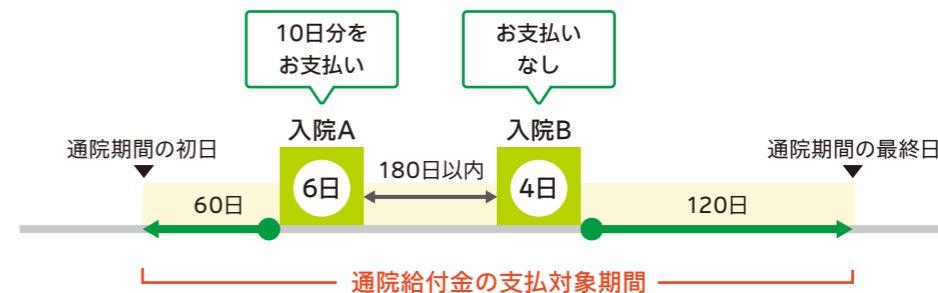 10日分を
お支払い
お支払い
なし
入院A
入院B
通院期間の初日
180日以内
通院期間の最終日
6日
4日
60日
120日
通院給付金の支払対象期間